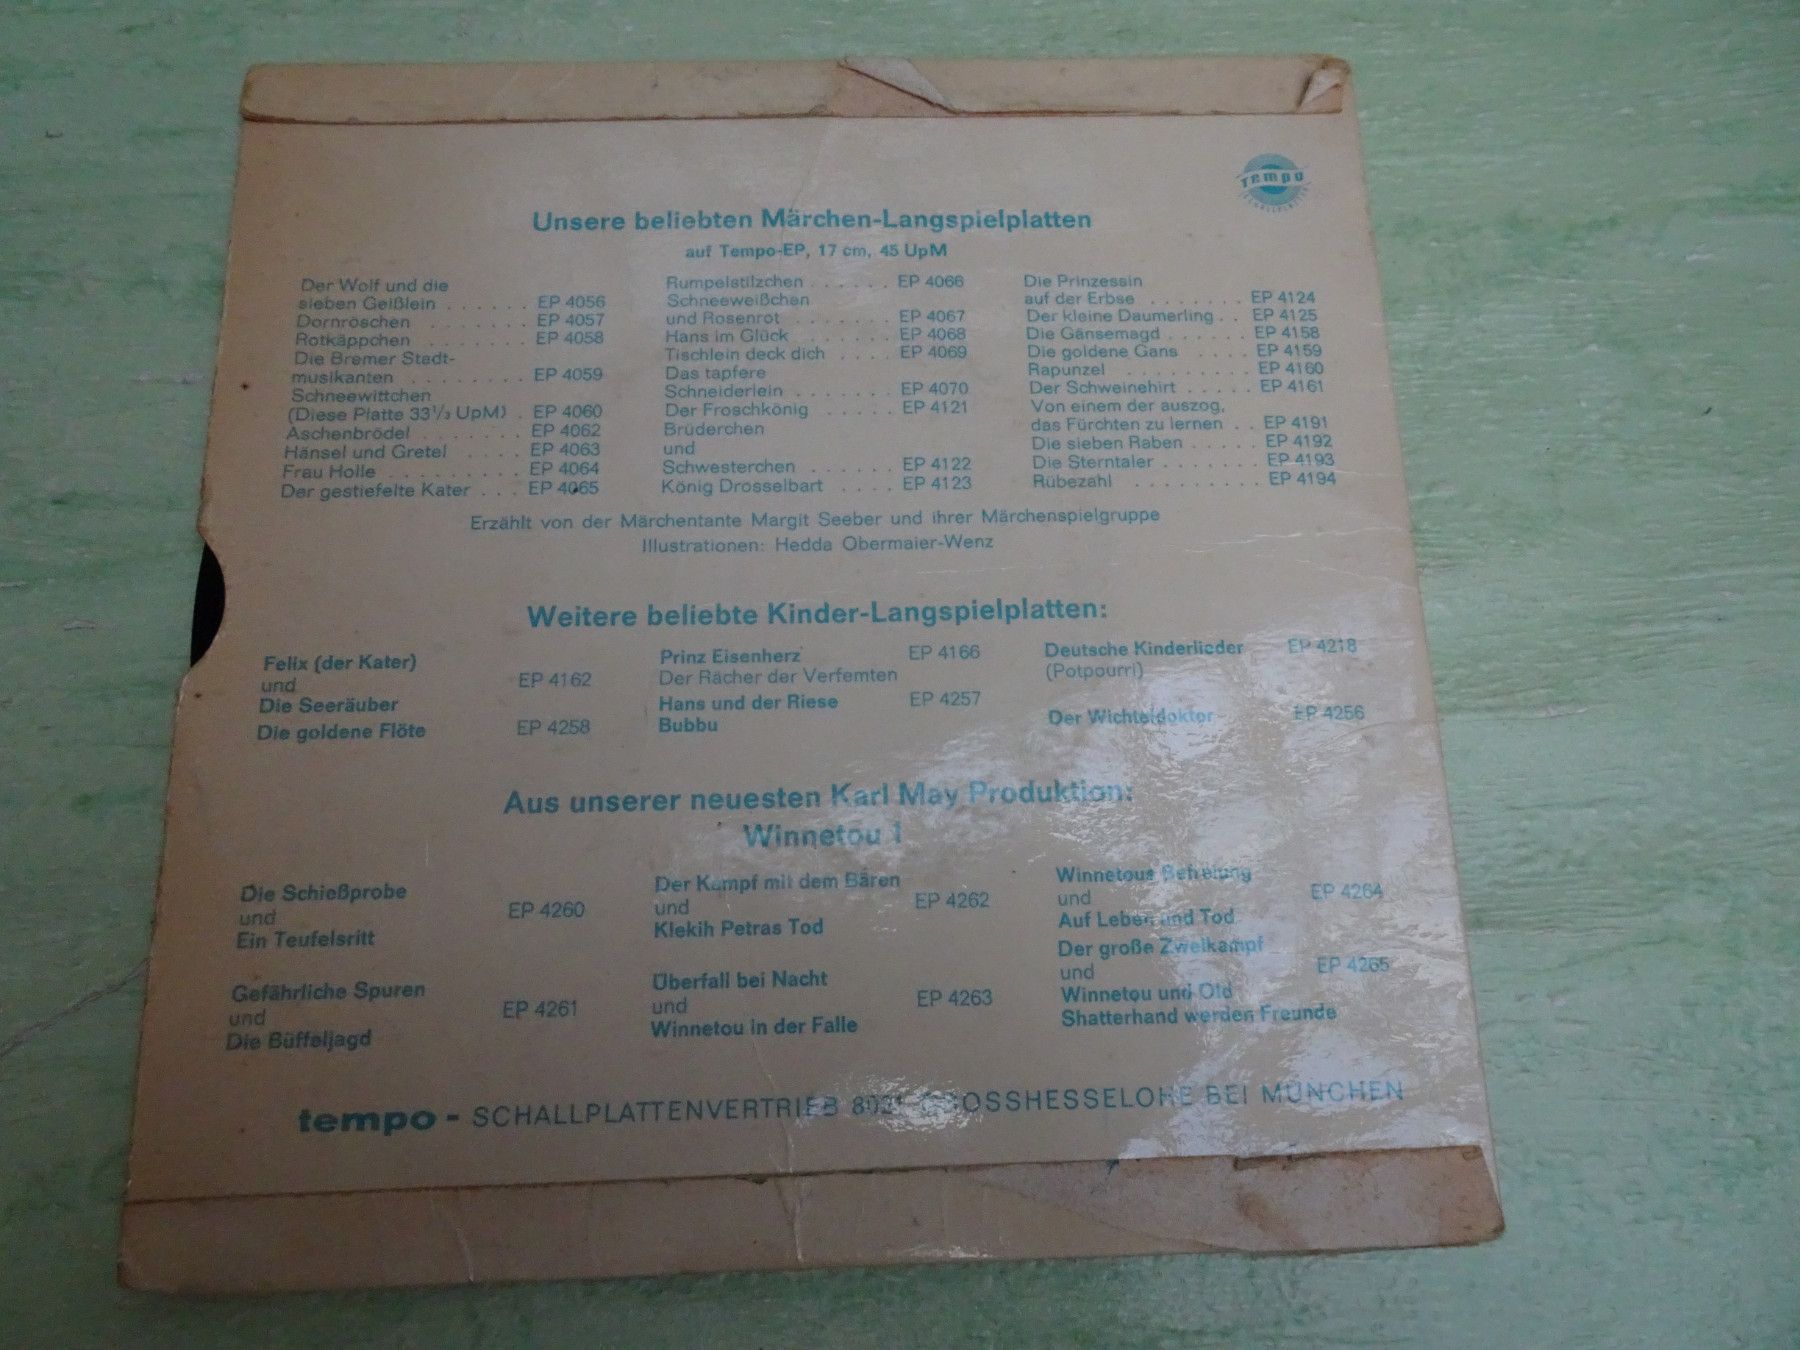 tempo
SCHALLPLATTEN
Unsere beliebten Märchen-Langspielplatten
auf Tempo-EP, 17 cm, 45 UpM
Der Wolf und die
sieben Geißlein . . . . . . . EP 4056
Dornröschen . . . . . . . . EP 4057
Rotkäppchen . . . . . . . . EP 4058
Die Bremer Stadt-
musikanten . . . . . . . . . EP 4059
Schneewittchen
(Diese Platte 33⅓ UpM) . EP 4060
Aschenbrödel . . . . . . . . EP 4062
Hänsel und Gretel . . . . EP 4063
Frau Holle . . . . . . . . . . EP 4064
Der gestiefelte Kater . . . EP 4065
Rumpelstilzchen . . . . . . EP 4066
Schneeweißchen
und Rosenrot . . . . . . . . EP 4067
Hans im Glück . . . . . . . EP 4068
Tischlein deck dich . . . . EP 4069
Das tapfere
Schneiderlein . . . . . . . . EP 4070
Der Froschkönig . . . . . EP 4121
Brüderchen
und
Schwesterchen . . . . . . . EP 4122
König Drosselbart . . . . EP 4123
Die Prinzessin
auf der Erbse . . . . . . . EP 4124
Der kleine Daumerling . . EP 4125
Die Gänsemagd . . . . . . EP 4158
Die goldene Gans . . . . EP 4159
Rapunzel . . . . . . . . . EP 4160
Der Schweinehirt . . . . . EP 4161
Von einem der auszog,
das Fürchten zu lernen . . EP 4191
Die sieben Raben . . . . . EP 4192
Die Sterntaler . . . . . . . EP 4193
Rübezahl . . . . . . . . . EP 4194
Erzählt von der Märchentante Margit Seeber und ihrer Märchenspielgruppe
Illustrationen: Hedda Obermaier-Wenz
Weitere beliebte Kinder-Langspielplatten:
Felix (der Kater)
und EP 4162
Die Seeräuber
Die goldene Flöte EP 4258
Prinz Eisenherz EP 4166
Der Rächer der Verfemten
Hans und der Riese EP 4257
Bubbu
Deutsche Kinderlieder EP 4218
(Potpourri)
Der Wichteldoktor EP 4256
Aus unserer neuesten Karl May Produktion:
Winnetou 1
Die Schießprobe
und EP 4260
Ein Teufelsritt
Gefährliche Spuren
und EP 4261
Die Büffeljagd
Der Kampf mit dem Bären
und EP 4262
Klekih Petras Tod
Überfall bei Nacht
und EP 4263
Winnetou in der Falle
Winnetous Befreiung
und EP 4264
Auf Leben und Tod
Der große Zweikampf
und EP 4265
Winnetou und Old
Shatterhand werden Freunde
tempo - SCHALLPLATTENVERTRIEB 8021 GROSSHESSELOHE BEI MÜNCHEN